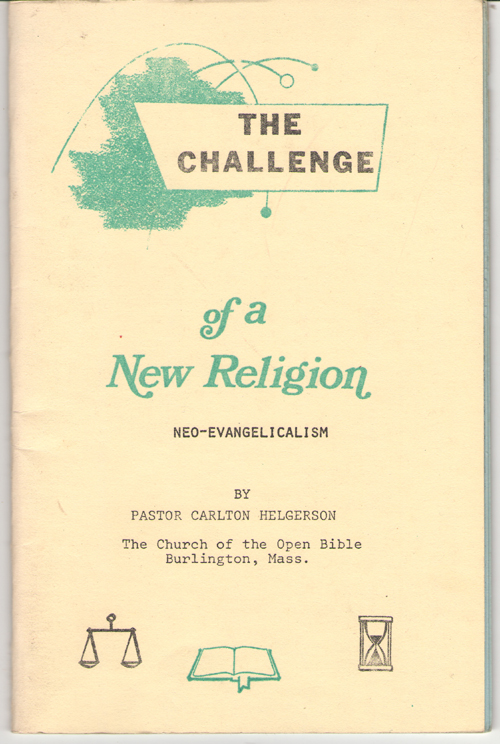 THE
CHALLENGE
of a
New Religion
NEO-EVANGELICALISM
BY
PASTOR CARLTON HELGERSON
The Church of the Open Bible
Burlington, Mass.